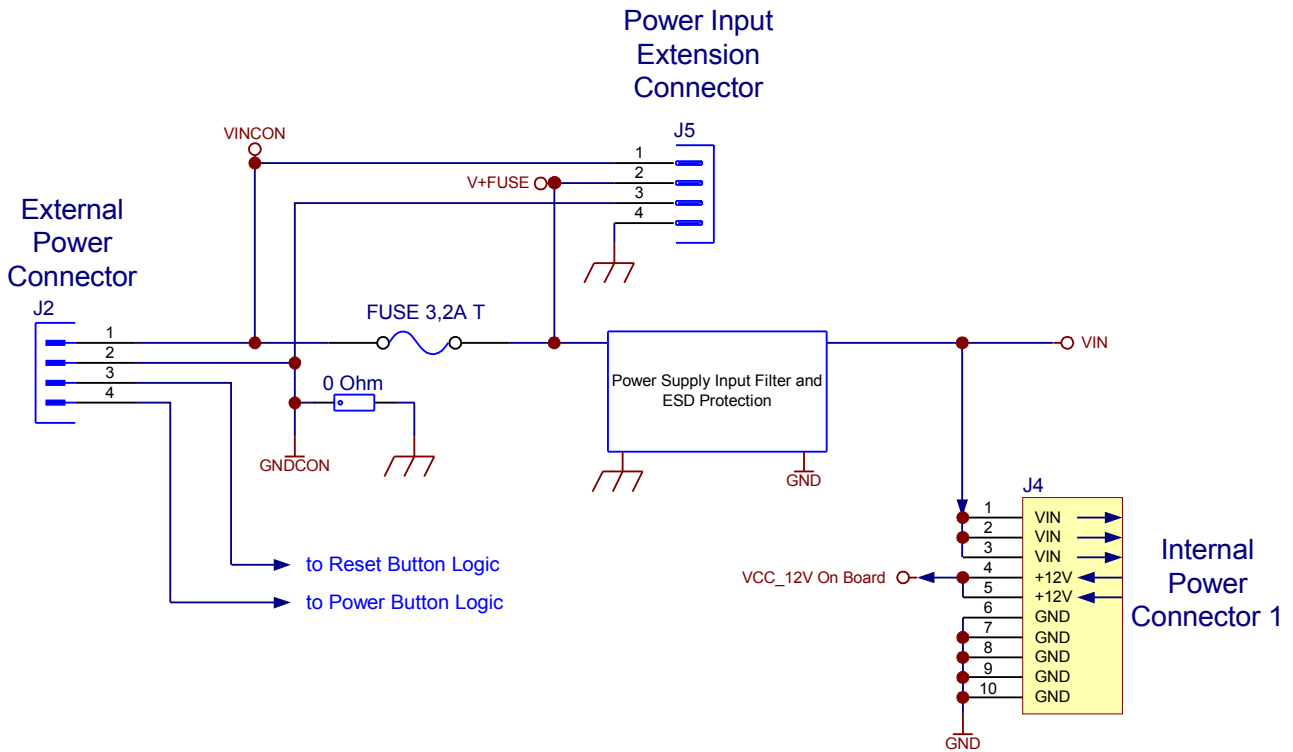 Power Input
Extension
Connector
J5
VINCON
1
V+FUSE
2
3
4
External
Power
Connector
J2
FUSE 3,2A T
1
2
3
4
0 Ohm
GNDCON
Power Supply Input Filter and
ESD Protection
GND
VIN
to Reset Button Logic
to Power Button Logic
J4
1 VIN
2 VIN
3 VIN
VCC_12V On Board
4 +12V
5 +12V
6 GND
7 GND
8 GND
9 GND
10 GND
GND
Internal
Power
Connector 1